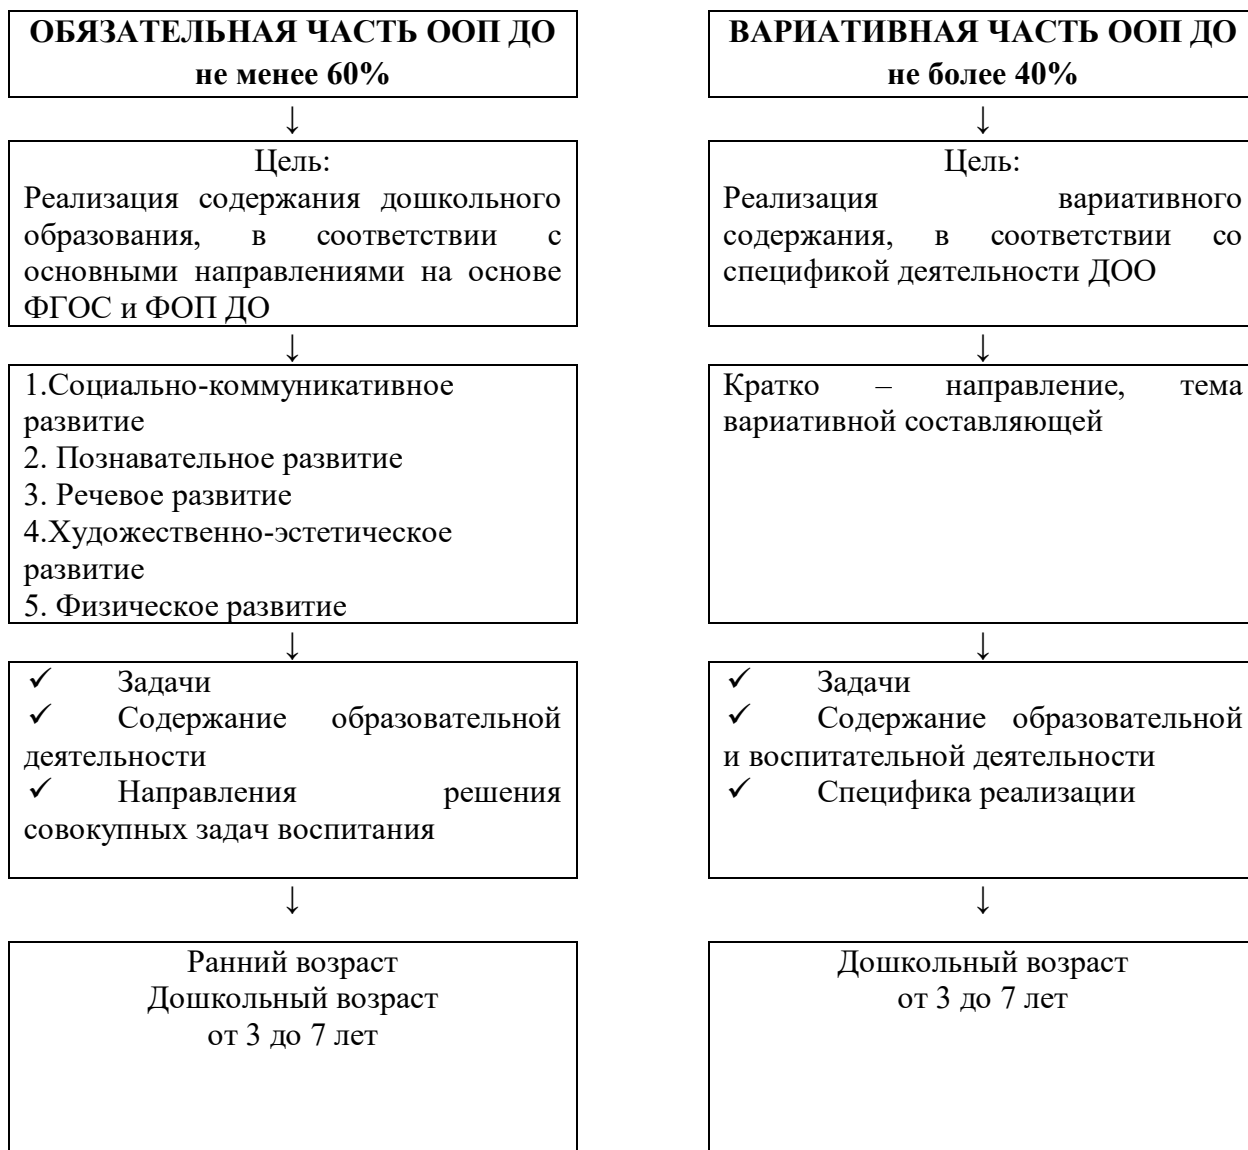 ОБЯЗАТЕЛЬНАЯ ЧАСТЬ ООП ДО
не менее 60%
↓
Цель:
Реализация содержания дошкольного
образования, в соответствии с
основными направлениями на основе
ФГОС и ФОП ДО
↓
1.Социально-коммуникативное
развитие
2. Познавательное развитие
3. Речевое развитие
4.Художественно-эстетическое
развитие
5. Физическое развитие
↓
✓ Задачи
✓ Содержание образовательной
деятельности
✓ Направления решения
совокупных задач воспитания
↓
Ранний возраст
Дошкольный возраст
от 3 до 7 лет
ВАРИАТИВНАЯ ЧАСТЬ ООП ДО
не более 40%
↓
Цель:
Реализация вариативного
содержания, в соответствии со
спецификой деятельности ДОО
↓
Кратко – направление, тема
вариативной составляющей
↓
✓ Задачи
✓ Содержание образовательной
и воспитательной деятельности
✓ Специфика реализации
↓
Дошкольный возраст
от 3 до 7 лет